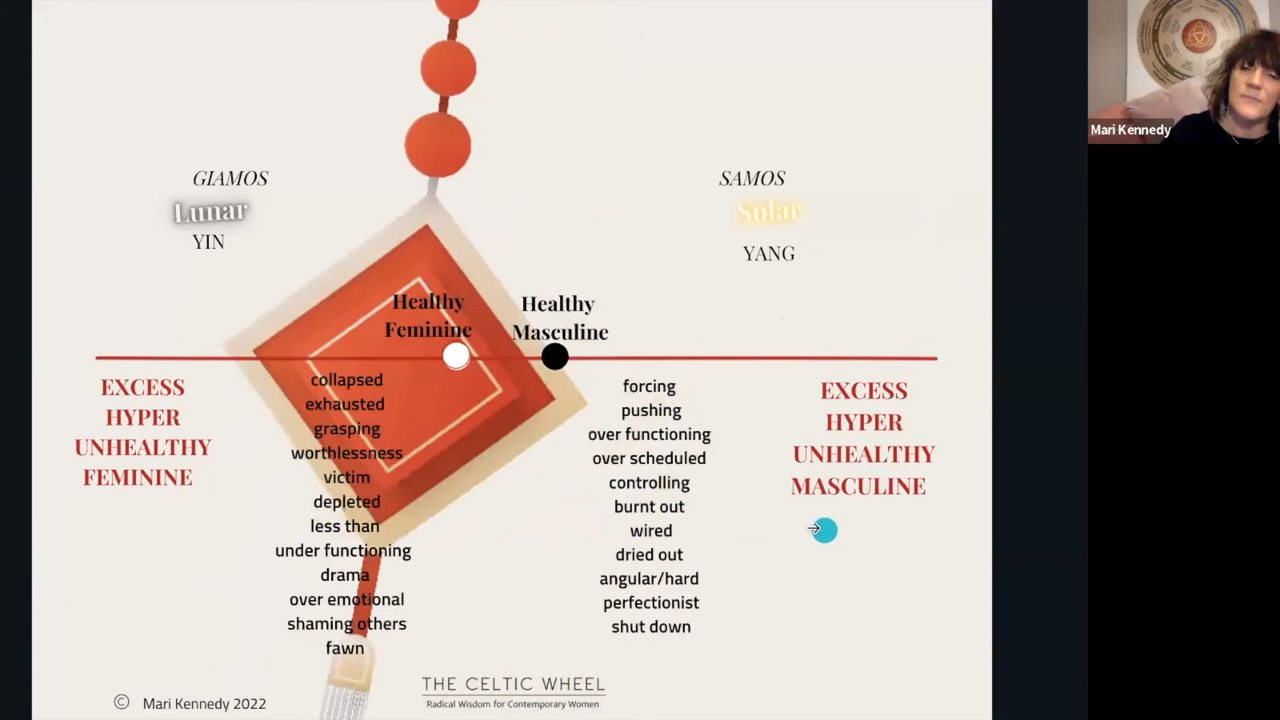 GIAMOS
Lunar
YIN
SAMOS
Solar
YANG
Healthy
Feminine
Healthy
Masculine
EXCESS
HYPER
UNHEALTHY
FEMININE
collapsed
exhausted
grasping
worthlessness
victim
depleted
less than
under functioning
drama
over emotional
shaming others
fawn
forcing
pushing
over functioning
over scheduled
controlling
burnt out
wired
dried out
angular/hard
perfectionist
shut down
EXCESS
HYPER
UNHEALTHY
MASCULINE
© Mari Kennedy 2022
THE CELTIC WHEEL
Radical Wisdom for Contemporary Women
Mari Kennedy